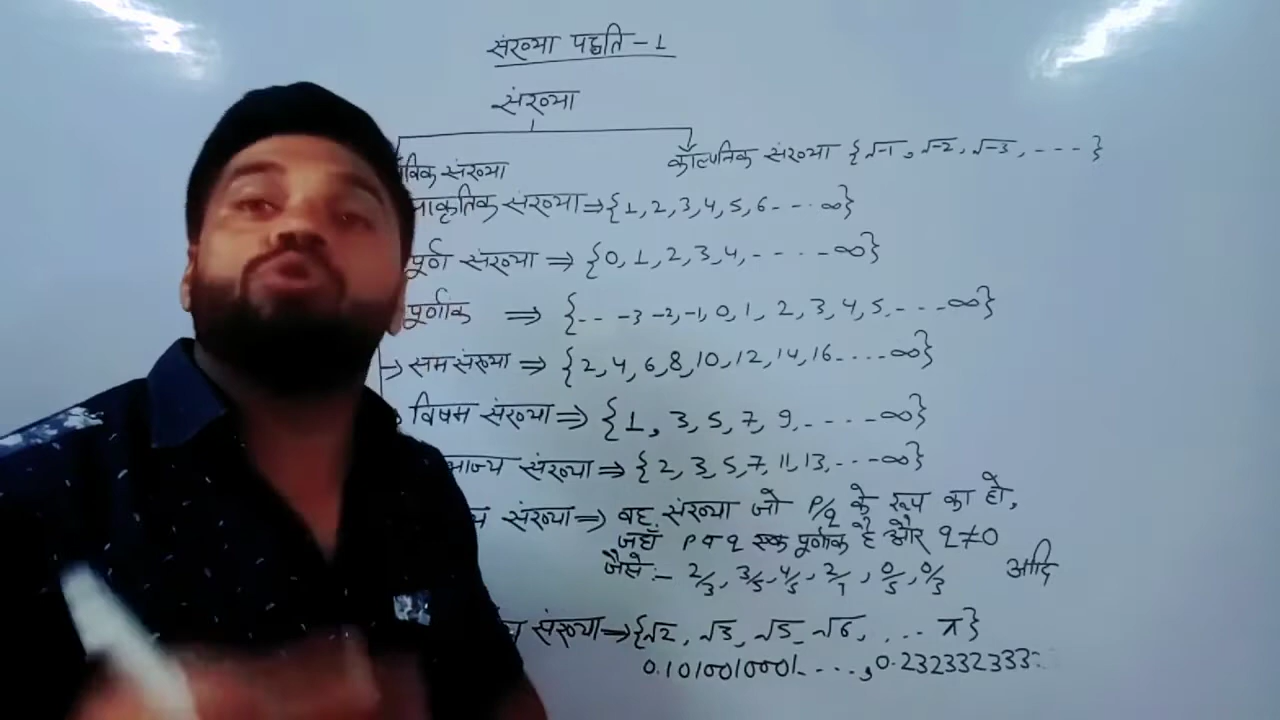 संख्या पद्धति - 1
संख्या
काल्पनिक संख्या {√-1, √-2, √-3, ----}
संख्या
संख्या ⇒ {1, 2, 3, 4, 5, 6 - - - ∞}
पूर्ण संख्या ⇒ {0, 1, 2, 3, 4, - - - - ∞}
पूर्णांक ⇒ {... -3 -2, -1, 0, 1, 2, 3, 4, 5, - - - ∞}
→ सम संख्या ⇒ {2, 4, 6, 8, 10, 12, 14, 16 - - - - ∞}
विषम संख्या ⇒ {1, 3, 5, 7, 9, - - - - ∞}
संख्या ⇒ {2, 3, 5, 7, 11, 13, - - - ∞}
संख्या ⇒ वह संख्या जो P/q के रूप का हो,
जहाँ P व q एक पूर्णांक है और q ≠ 0
जैसे:- 2/3, 3/5, 4/5, 2/1, 0/5, 0/3 आदि
संख्या ⇒ {√2, √3, √5, √6, ... π}
0.1010010001. - - -, 0.232332333-